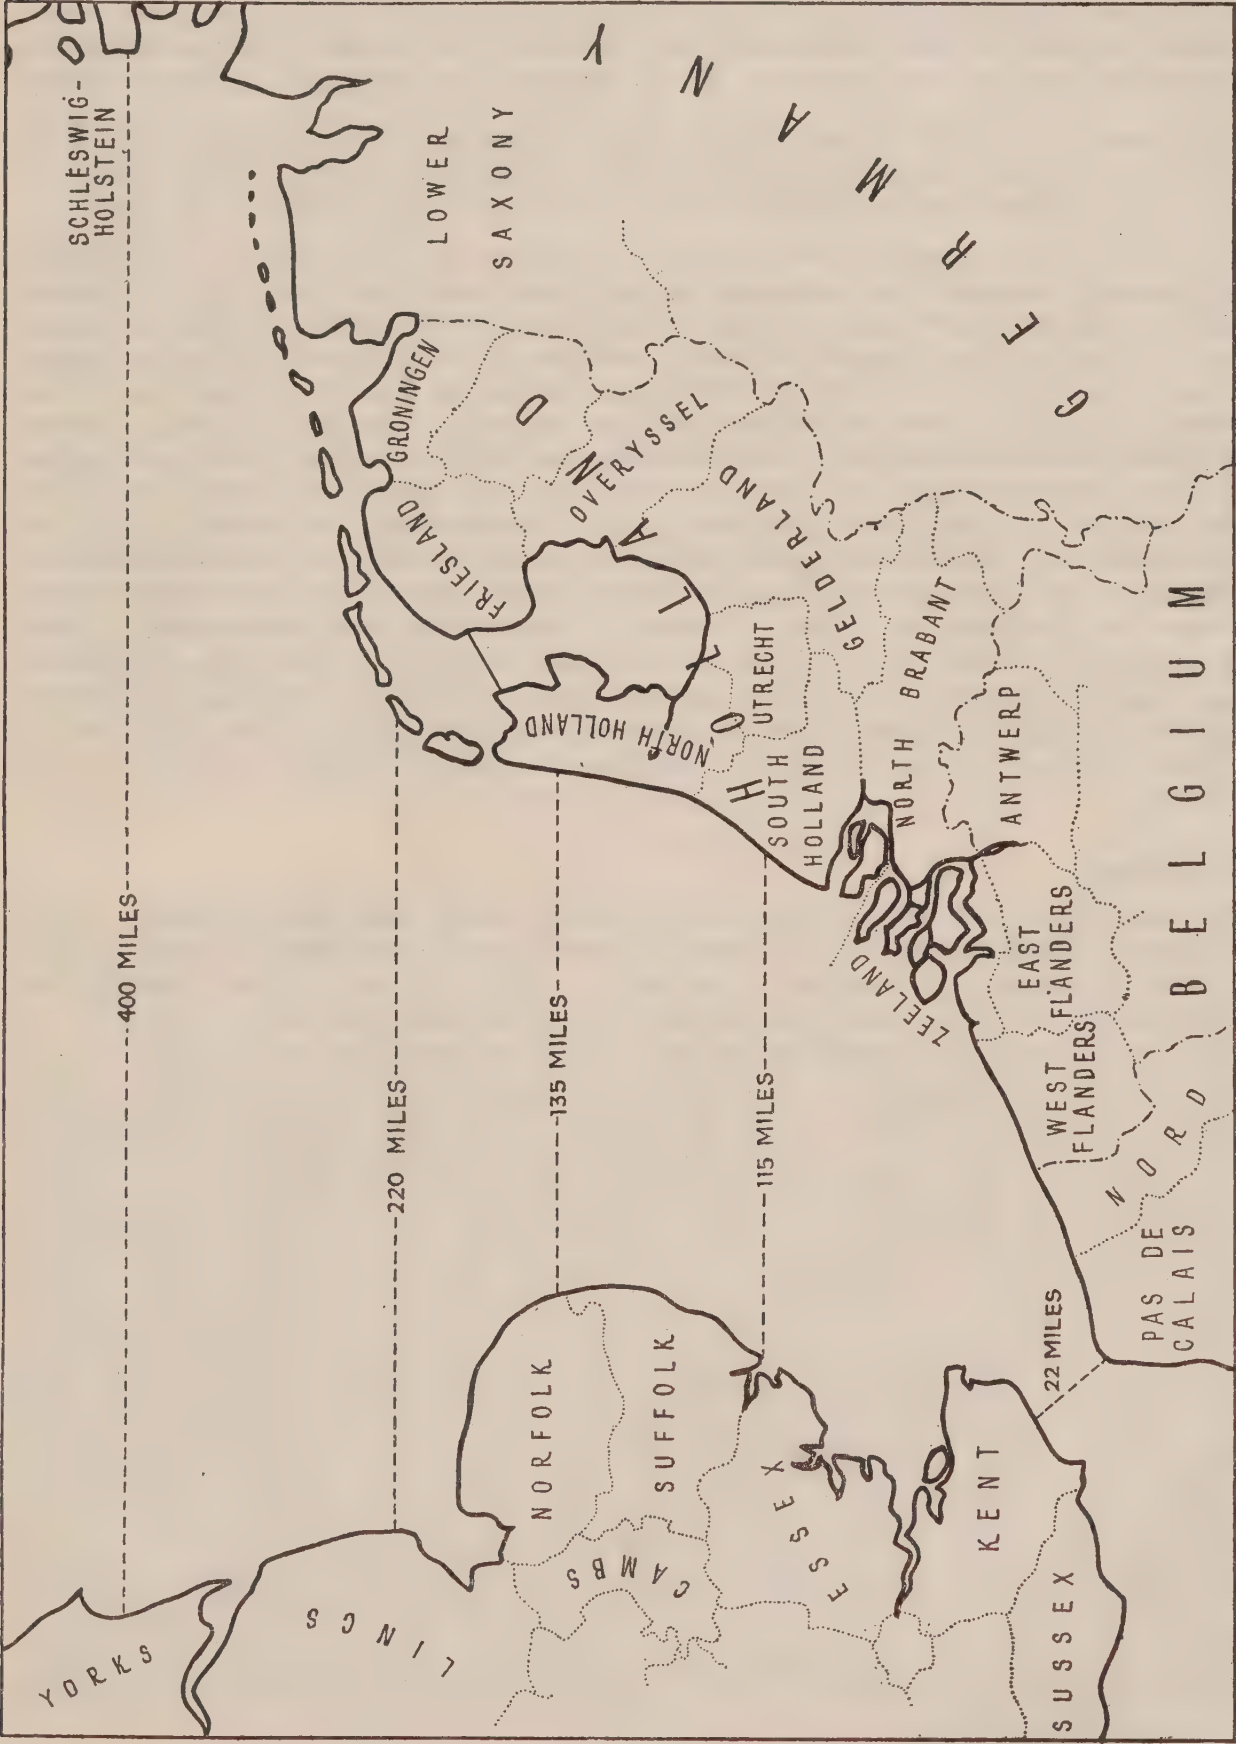 SCHLESWIG-
HOLSTEIN
400 MILES
YORKS
LINCS
220 MILES
135 MILES
115 MILES
22 MILES
NORFOLK
SUFFOLK
CAMBS
ESSEX
KENT
SUSSEX
LOWER
SAXONY
GERMANY
GRONINGEN
FRIESLAND
OVERYSSEL
HOLLAND
NORTH HOLLAND
UTRECHT
GELDERLAND
SOUTH
HOLLAND
NORTH BRABANT
ZEELAND
ANTWERP
EAST
FLANDERS
WEST
FLANDERS
BELGIUM
NORD
PAS DE
CALAIS